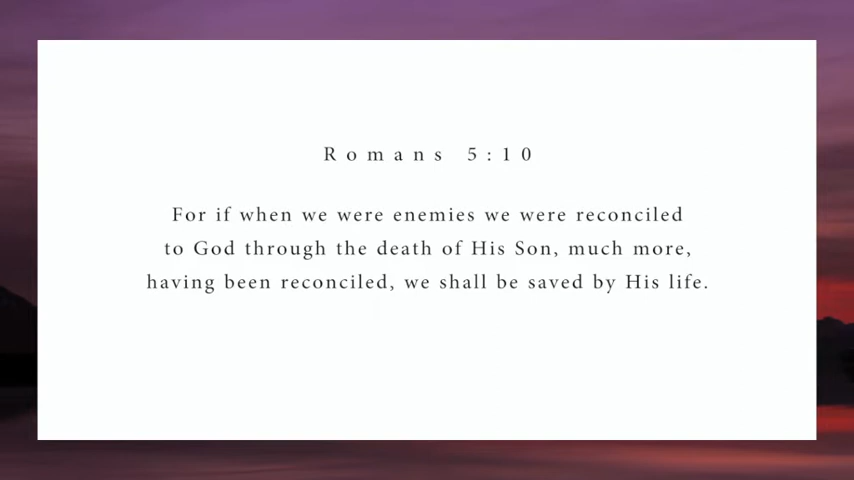 Romans 5:10
For if when we were enemies we were reconciled
to God through the death of His Son, much more,
having been reconciled, we shall be saved by His life.